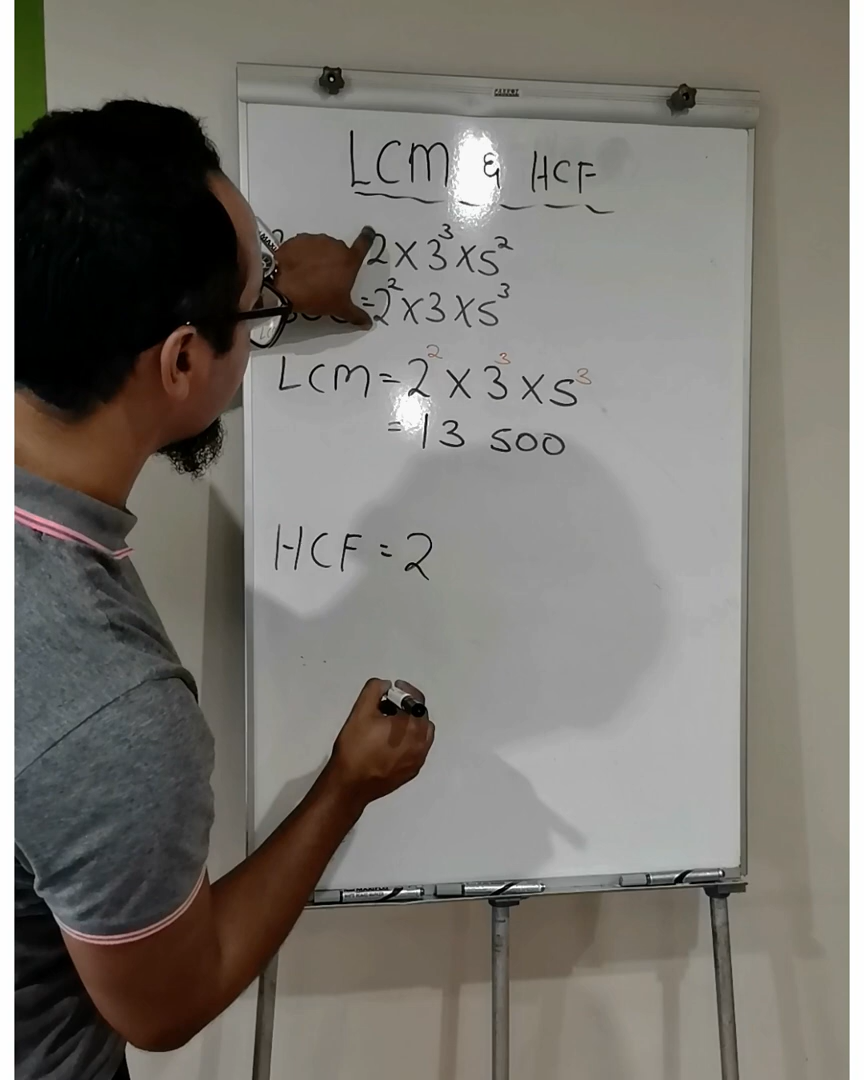 LCM & HCF
2 X 3³ X 5²
= 2² X 3 X 5³
LCM = 2² X 3³ X 5³
= 13 500
HCF = 2